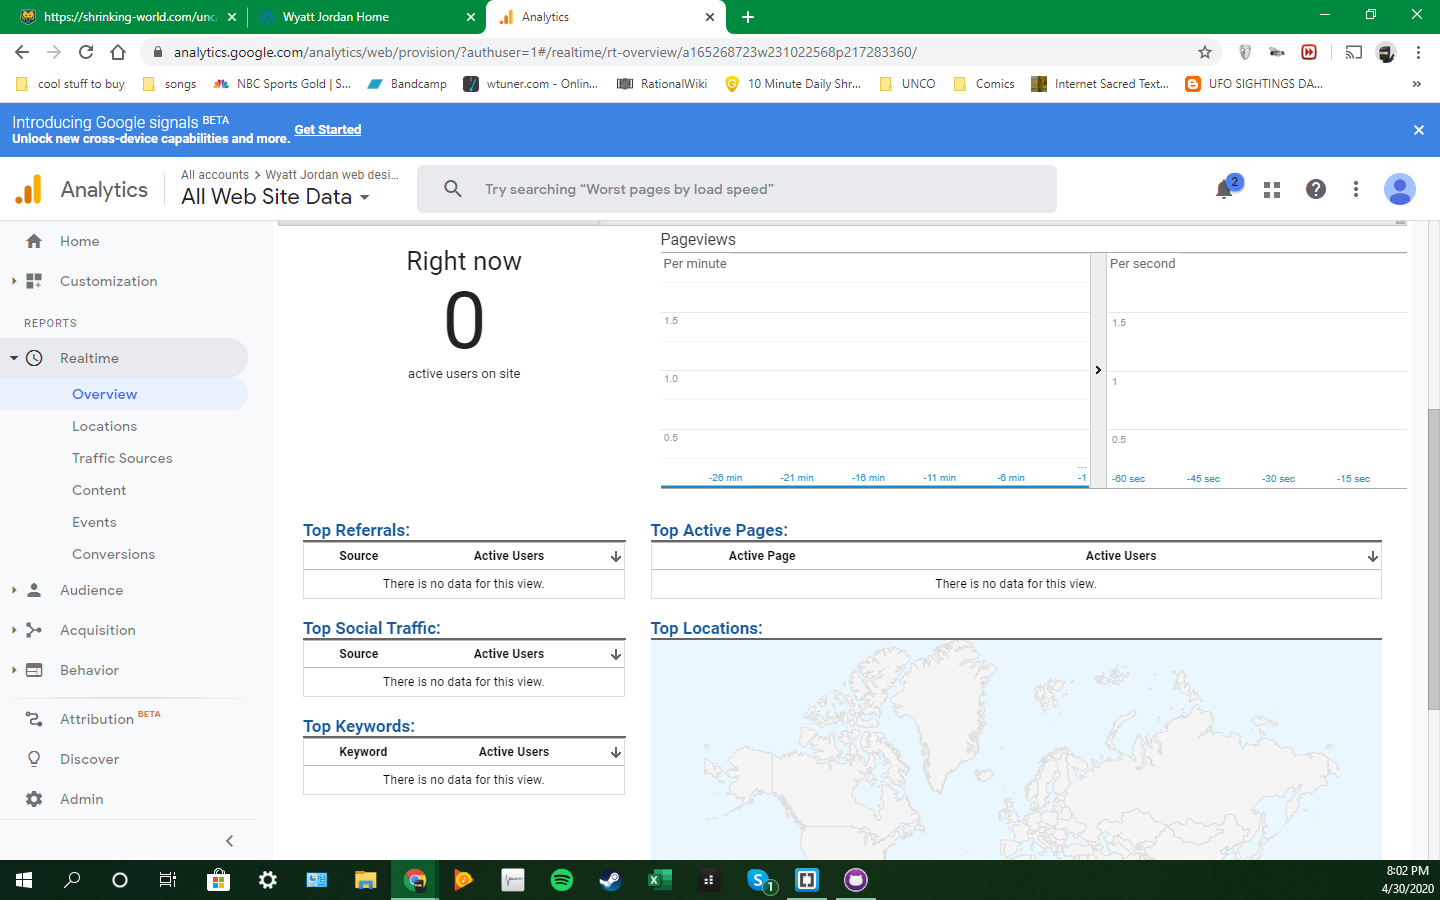 https://shrinking-world.com/unc
Wyatt Jordan Home
Analytics
analytics.google.com/analytics/web/provision/?authuser=1#/realtime/rt-overview/a165268723w231022568p217283360/
cool stuff to buy
songs
NBC Sports Gold | S...
Bandcamp
wtuner.com - Onlin...
RationalWiki
10 Minute Daily Shr...
UNCO
Comics
Internet Sacred Text...
UFO SIGHTINGS DA...
Introducing Google signals BETA
Unlock new cross-device capabilities and more. Get Started
Analytics
All accounts > Wyatt Jordan web desi...
All Web Site Data
Try searching “Worst pages by load speed”
2
Home
Customization
REPORTS
Realtime
Overview
Locations
Traffic Sources
Content
Events
Conversions
Audience
Acquisition
Behavior
Attribution BETA
Discover
Admin
Right now
0
active users on site
Pageviews
Per minute
1.5
1.0
0.5
-26 min
-21 min
-16 min
-11 min
-6 min
...
-1
Per second
1.5
1
0.5
-60 sec
-45 sec
-30 sec
-15 sec
Top Referrals:
Source Active Users
There is no data for this view.
Top Active Pages:
Active Page Active Users
There is no data for this view.
Top Social Traffic:
Source Active Users
There is no data for this view.
Top Keywords:
Keyword Active Users
There is no data for this view.
Top Locations:
1
8:02 PM
4/30/2020